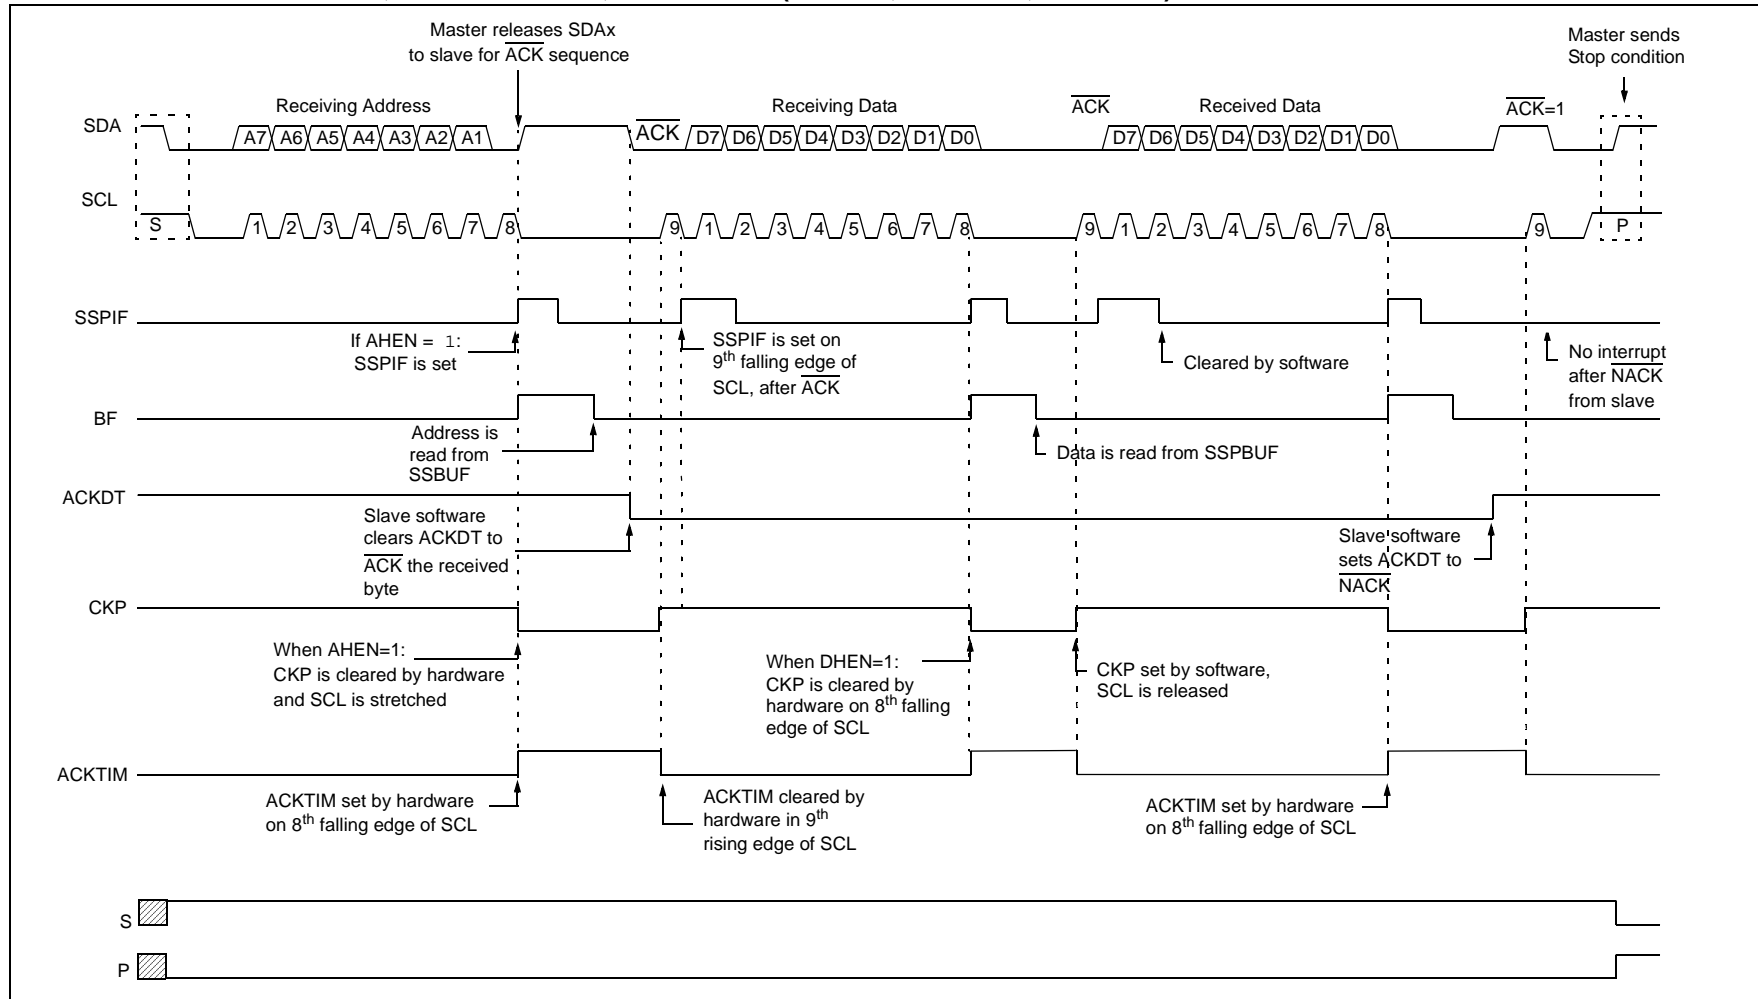 Master releases SDAx
to slave for ACK sequence
Master sends
Stop condition
Receiving Address
Receiving Data
ACK
Received Data
ACK=1
SDA
A7 A6 A5 A4 A3 A2 A1
ACK
D7 D6 D5 D4 D3 D2 D1 D0
D7 D6 D5 D4 D3 D2 D1 D0
SCL
S
1 2 3 4 5 6 7 8
9 1 2 3 4 5 6 7 8
9 1 2 3 4 5 6 7 8
9
P
SSPIF
If AHEN = 1:
SSPIF is set
SSPIF is set on
9th falling edge of
SCL, after ACK
Cleared by software
No interrupt
after NACK
from slave
BF
Address is
read from
SSBUF
Data is read from SSPBUF
ACKDT
Slave software
clears ACKDT to
ACK the received
byte
Slave software
sets ACKDT to
NACK
CKP
When AHEN=1:
CKP is cleared by hardware
and SCL is stretched
When DHEN=1:
CKP is cleared by
hardware on 8th falling
edge of SCL
CKP set by software,
SCL is released
ACKTIM
ACKTIM set by hardware
on 8th falling edge of SCL
ACKTIM cleared by
hardware in 9th
rising edge of SCL
ACKTIM set by hardware
on 8th falling edge of SCL
S
P